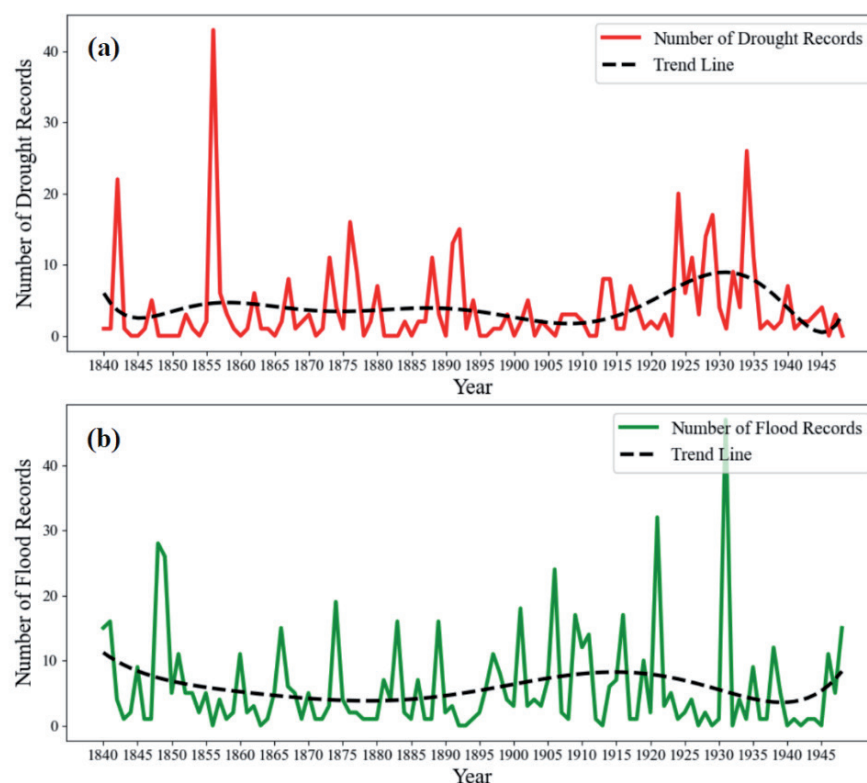 (a)
Number of Drought Records
Trend Line
Number of Drought Records
40
30
20
10
0
1840 1845 1850 1855 1860 1865 1870 1875 1880 1885 1890 1895 1900 1905 1910 1915 1920 1925 1930 1935 1940 1945
Year
(b)
Number of Flood Records
Trend Line
Number of Flood Records
40
30
20
10
0
1840 1845 1850 1855 1860 1865 1870 1875 1880 1885 1890 1895 1900 1905 1910 1915 1920 1925 1930 1935 1940 1945
Year